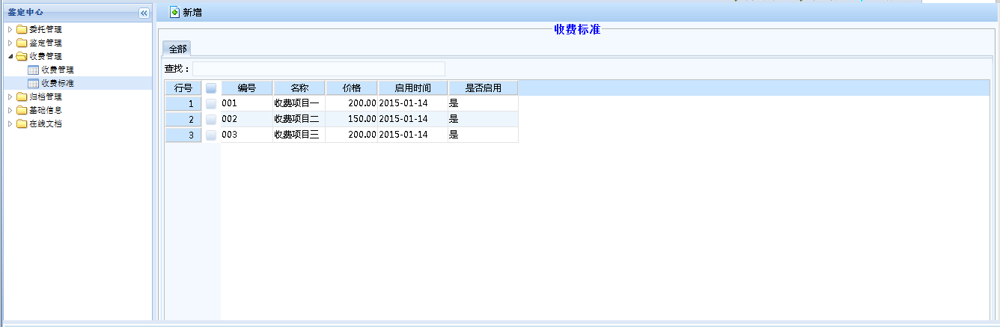 鉴定中心
新增
委托管理
鉴定管理
收费管理
收费管理
收费标准
归档管理
基础信息
在线文档
收费标准
全部
查找：
行号 编号 名称 价格 启用时间 是否启用
1 001 收费项目一 200.00 2015-01-14 是
2 002 收费项目二 150.00 2015-01-14 是
3 003 收费项目三 200.00 2015-01-14 是